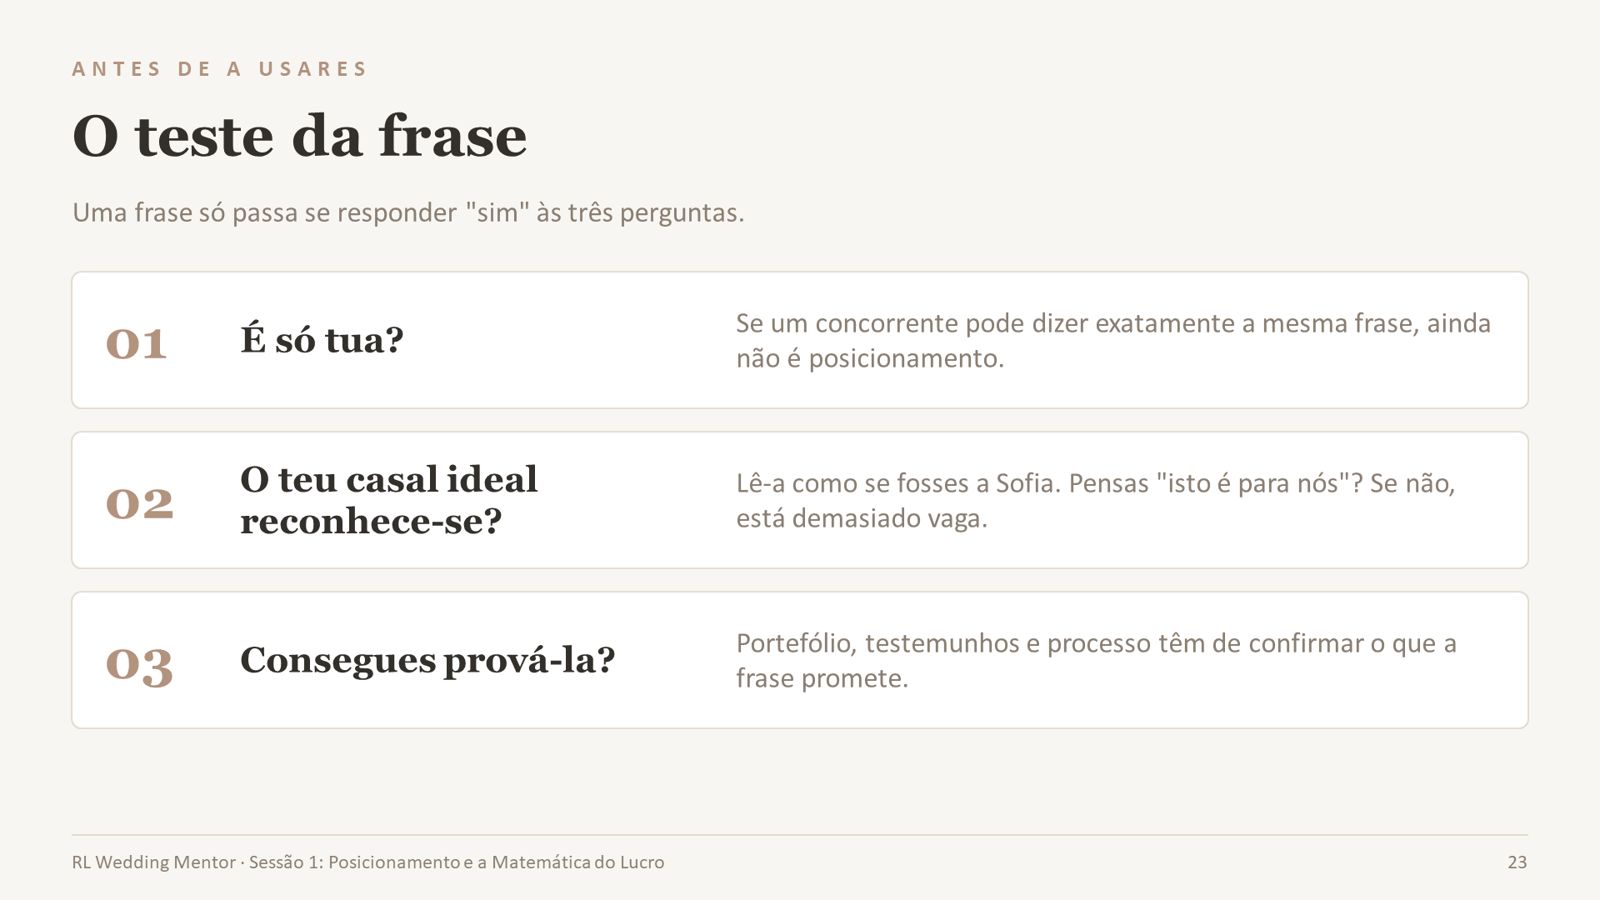 ANTES DE A USARES
O teste da frase
Uma frase só passa se responder "sim" às três perguntas.
01
É só tua?
Se um concorrente pode dizer exatamente a mesma frase, ainda
não é posicionamento.
02
O teu casal ideal
reconhece-se?
Lê-a como se fosses a Sofia. Pensas "isto é para nós"? Se não,
está demasiado vaga.
03
Consegues prová-la?
Portefólio, testemunhos e processo têm de confirmar o que a
frase promete.
RL Wedding Mentor · Sessão 1: Posicionamento e a Matemática do Lucro
23